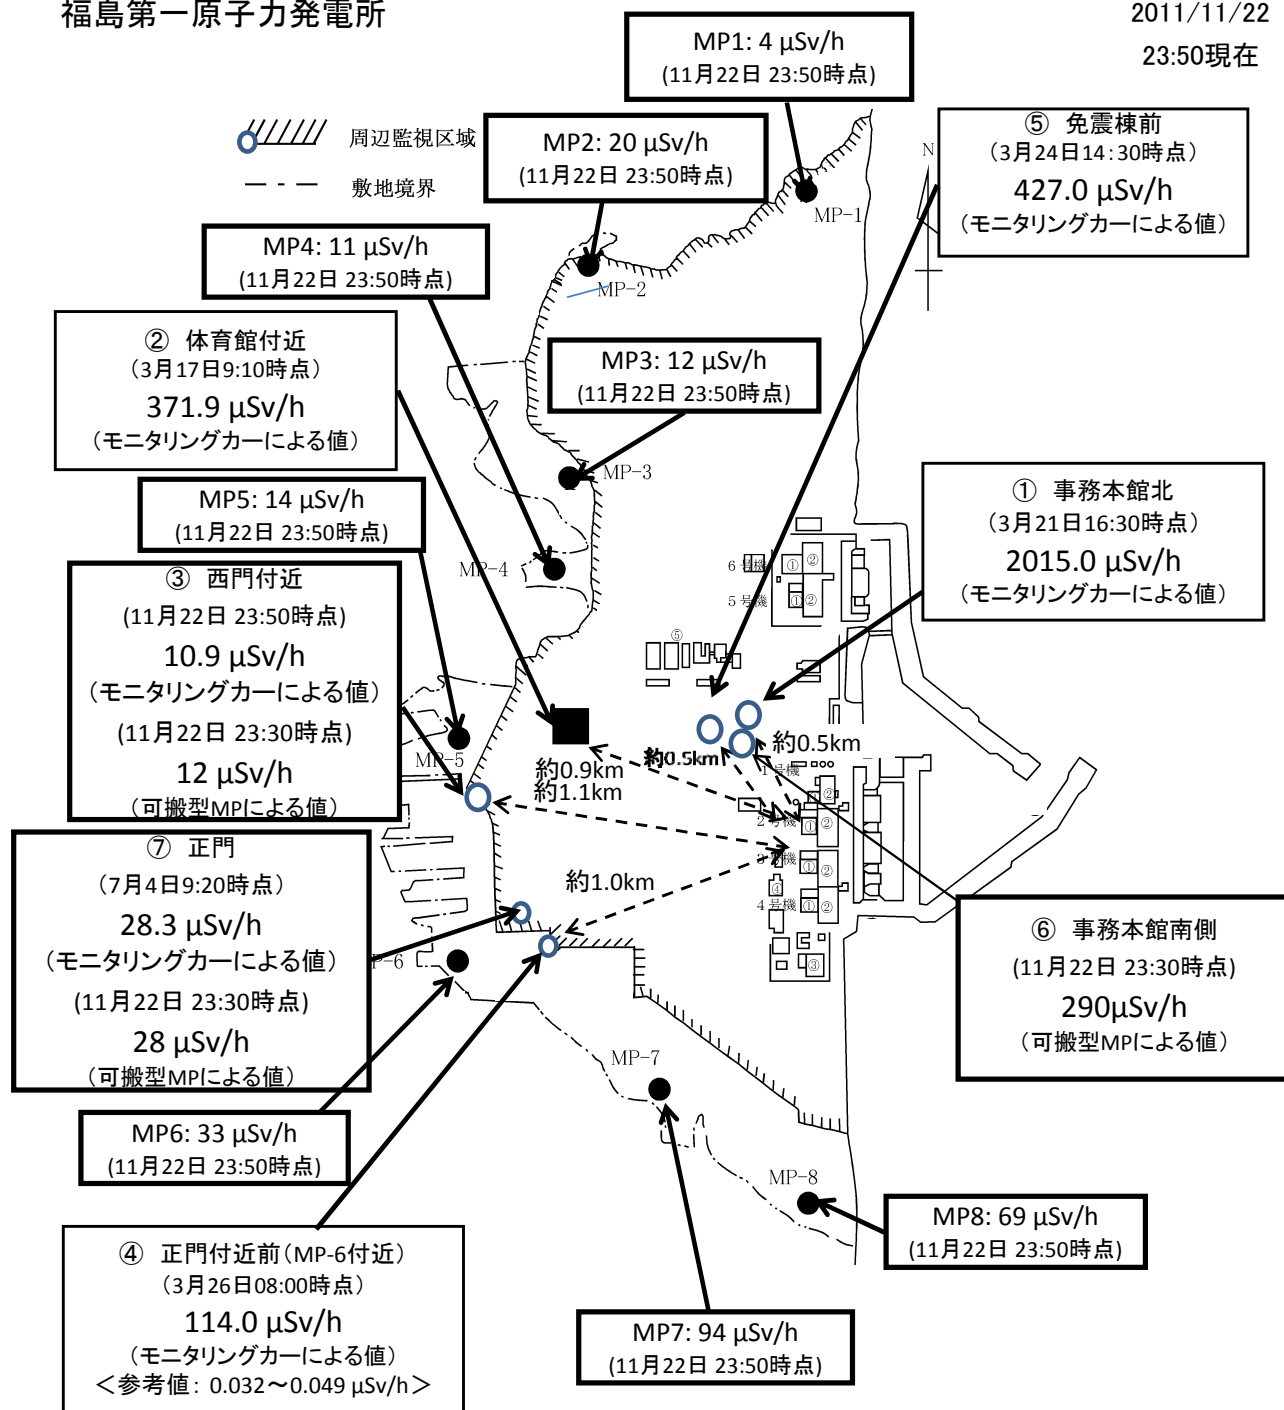 福島第一原子力発電所
2011/11/22
23:50現在
周辺監視区域
敷地境界
MP1: 4 μSv/h
(11月22日 23:50時点)
MP2: 20 μSv/h
(11月22日 23:50時点)
⑤ 免震棟前
(3月24日14:30時点)
427.0 μSv/h
(モニタリングカーによる値)
N
MP-1
MP4: 11 μSv/h
(11月22日 23:50時点)
MP-2
② 体育館付近
(3月17日9:10時点)
371.9 μSv/h
(モニタリングカーによる値)
MP3: 12 μSv/h
(11月22日 23:50時点)
MP-3
MP5: 14 μSv/h
(11月22日 23:50時点)
① 事務本館北
(3月21日16:30時点)
2015.0 μSv/h
(モニタリングカーによる値)
MP-4
6号機
① ②
5号機
① ②
③ 西門付近
(11月22日 23:50時点)
10.9 μSv/h
(モニタリングカーによる値)
(11月22日 23:30時点)
12 μSv/h
(可搬型MPによる値)
⑤
MP-5
約0.9km
約1.1km
約0.5km
約0.5km
1号機
① ②
2号機
① ②
3号機
① ②
④
4号機
① ②
③
約1.0km
⑦ 正門
(7月4日9:20時点)
28.3 μSv/h
(モニタリングカーによる値)
(11月22日 23:30時点)
28 μSv/h
(可搬型MPによる値)
P-6
⑥ 事務本館南側
(11月22日 23:30時点)
290μSv/h
(可搬型MPによる値)
MP-7
MP6: 33 μSv/h
(11月22日 23:50時点)
MP-8
MP8: 69 μSv/h
(11月22日 23:50時点)
④ 正門付近前(MP-6付近)
(3月26日08:00時点)
114.0 μSv/h
(モニタリングカーによる値)
<参考値: 0.032～0.049 μSv/h>
MP7: 94 μSv/h
(11月22日 23:50時点)